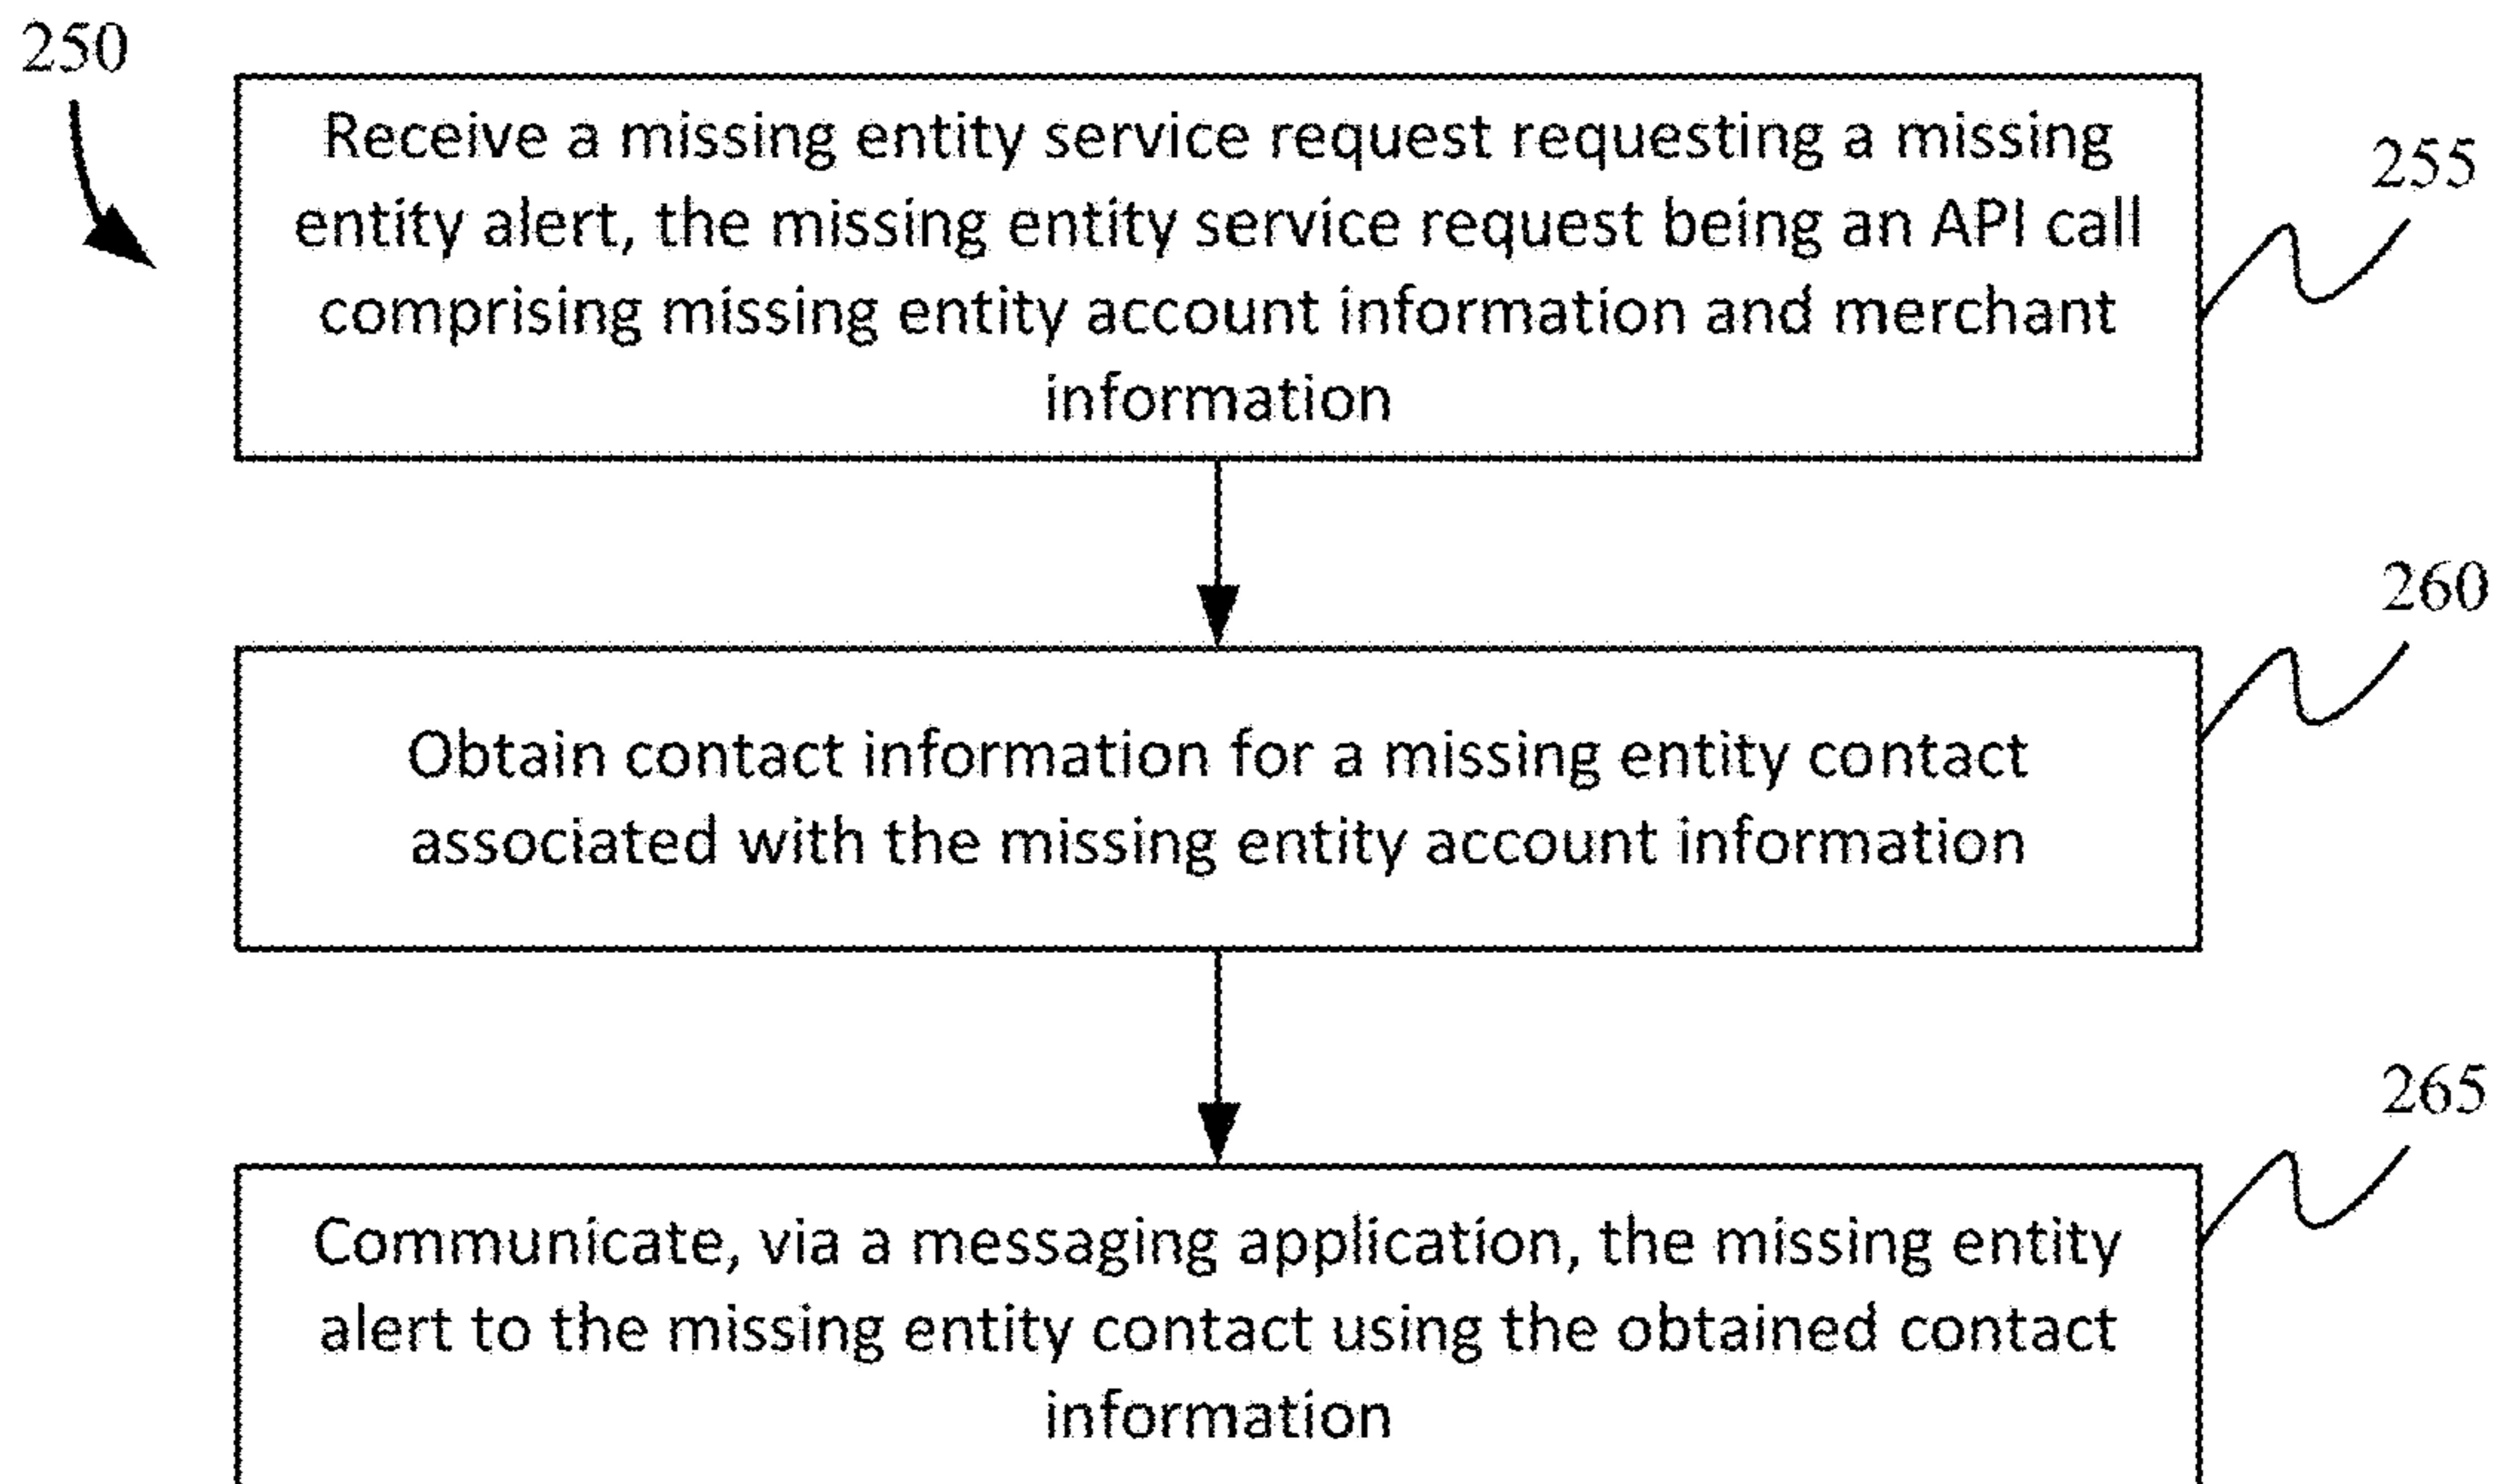 250
Receive a missing entity service request requesting a missing
entity alert, the missing entity service request being an API call
comprising missing entity account information and merchant
information
255
260
Obtain contact information for a missing entity contact
associated with the missing entity account information
265
Communicate, via a messaging application, the missing entity
alert to the missing entity contact using the obtained contact
information